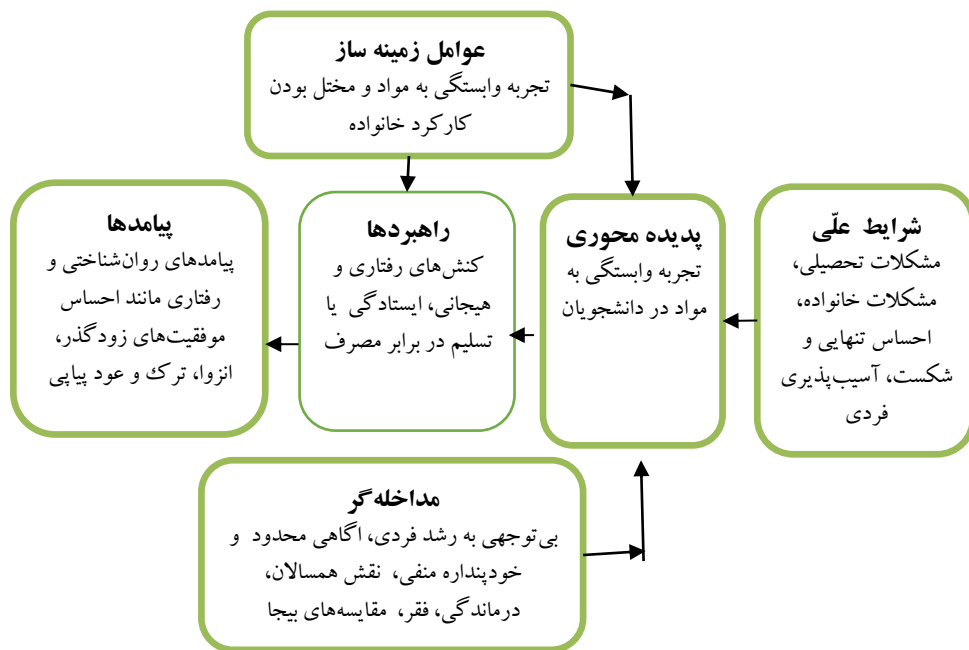 عوامل زمینه ساز
تجربه وابستگی به مواد و مختل بودن
کارکرد خانواده
شرایط علّی
مشکلات تحصیلی،
مشکلات خانواده،
احساس تنهایی و
شکست، آسیب‌پذیری
فردی
پدیده محوری
تجربه وابستگی به
مواد در دانشجویان
راهبردها
کنش‌های رفتاری و
هیجانی، ایستادگی یا
تسلیم در برابر مصرف
پیامدها
پیامدهای روان‌شناختی و
رفتاری مانند احساس
موفقیت‌های زودگذر،
انزوا، ترک و عود پیاپی
مداخله‌گر
بی‌توجهی به رشد فردی، اگاهی محدود و
خودپنداره منفی، نقش همسالان،
درماندگی، فقر، مقایسه‌های بیجا